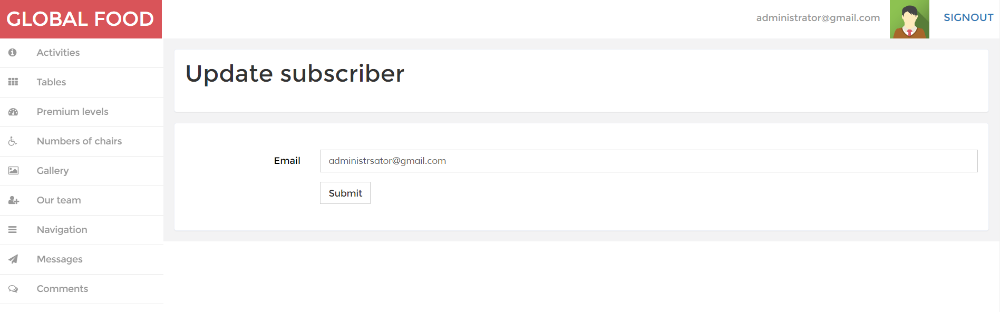 GLOBAL FOOD
administrator@gmail.com
SIGNOUT
Activities
Tables
Premium levels
Numbers of chairs
Gallery
Our team
Navigation
Messages
Comments
Update subscriber
Email
administrsator@gmail.com
Submit